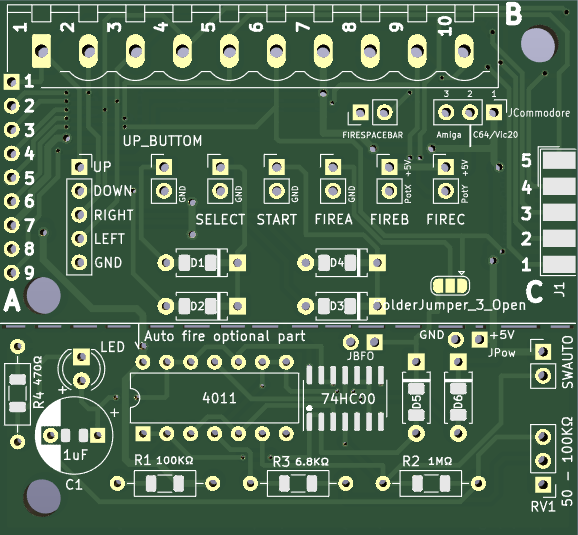 1 2 3 4 5 6 7 8 9 10 B
1
2
3
4
5
6
7
8
9
A
3 2 1
JCommodore
FIRESPACEBAR
Amiga C64/Vic20
UP_BUTTOM
UP
DOWN
RIGHT
LEFT
GND
GND GND GND GND PotX +5V PotY +5V
SELECT START FIREA FIREB FIREC
5
4
3
2
1
C
J1
D1 D4
D2 D3
olderJumper_3_Open
Auto fire optional part
GND +5V
JPow
JBFO
LED
+
R4 470Ω
4011
74HC00
D5 D6
SWAUTO
+
1uF
C1
R1 100KΩ R3 6.8KΩ R2 1MΩ
RV1
50 - 100KΩ